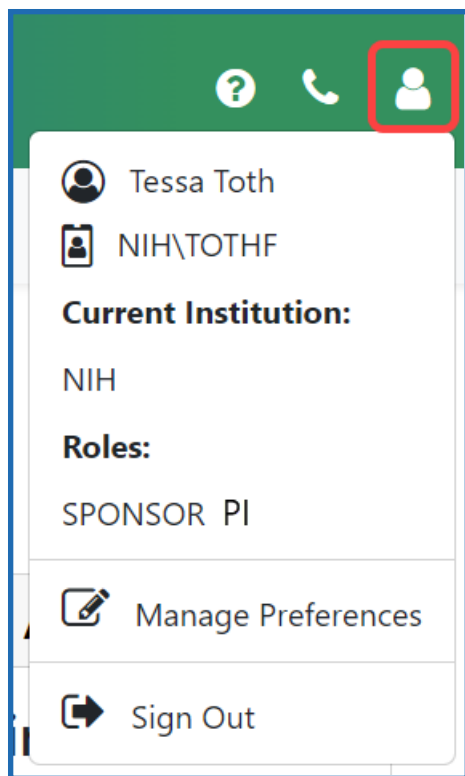 Tessa Toth
NIH\TOTHF
Current Institution:
NIH
Roles:
SPONSOR PI
Manage Preferences
Sign Out